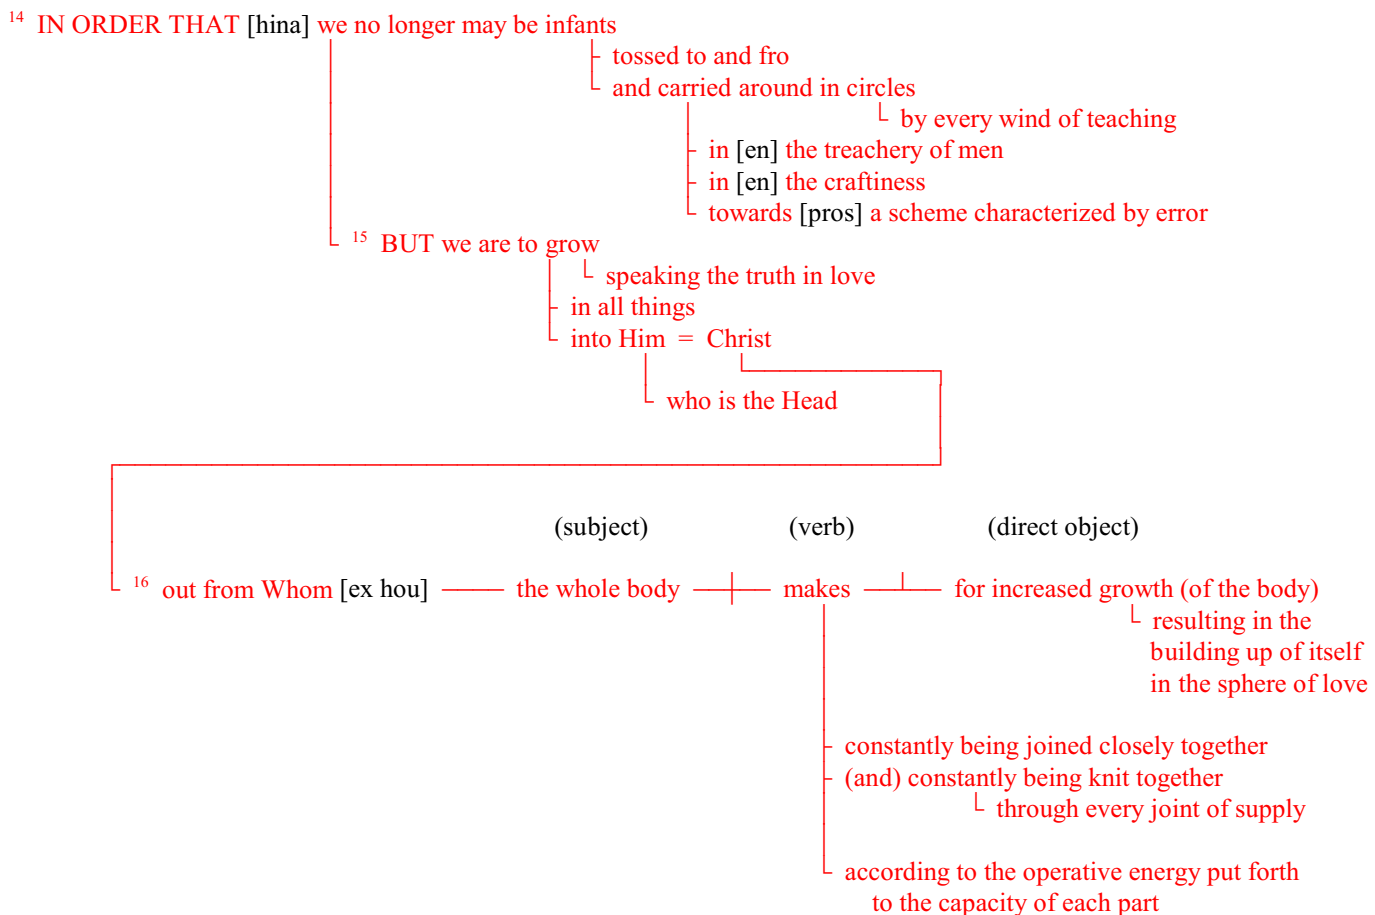 14 IN ORDER THAT [hina] we no longer may be infants
tossed to and fro
and carried around in circles
by every wind of teaching
in [en] the treachery of men
in [en] the craftiness
towards [pros] a scheme characterized by error
15 BUT we are to grow
speaking the truth in love
in all things
into Him = Christ
who is the Head
(subject) (verb) (direct object)
16 out from Whom [ex hou] the whole body makes for increased growth (of the body)
resulting in the
building up of itself
in the sphere of love
constantly being joined closely together
(and) constantly being knit together
through every joint of supply
according to the operative energy put forth
to the capacity of each part